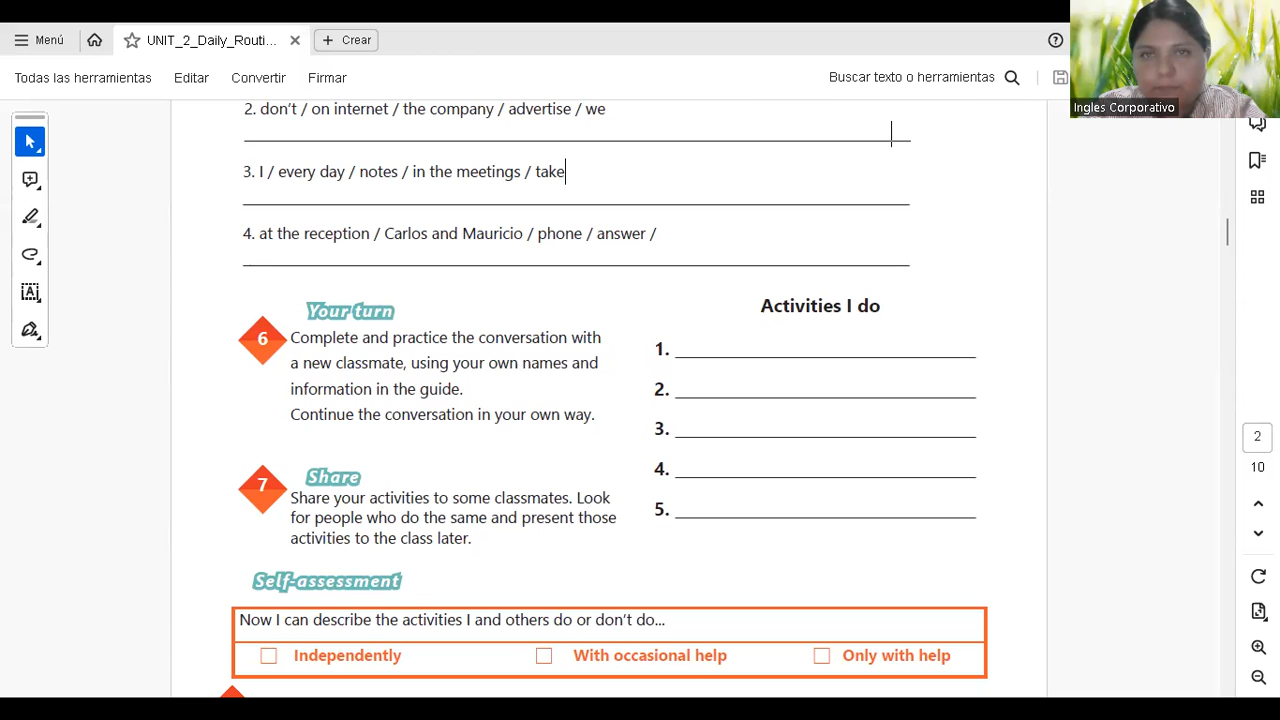 Menú
UNIT_2_Daily_Routi...
Crear
Todas las herramientas
Editar
Convertir
Firmar
Buscar texto o herramientas
Ingles Corporativo
2. don't / on internet / the company / advertise / we
3. I / every day / notes / in the meetings / take
4. at the reception / Carlos and Mauricio / phone / answer /
6
Your turn
Complete and practice the conversation with
a new classmate, using your own names and
information in the guide.
Continue the conversation in your own way.
Activities I do
1.
2.
3.
4.
5.
7
Share
Share your activities to some classmates. Look
for people who do the same and present those
activities to the class later.
Self-assessment
Now I can describe the activities I and others do or don't do...
Independently
With occasional help
Only with help
2
10